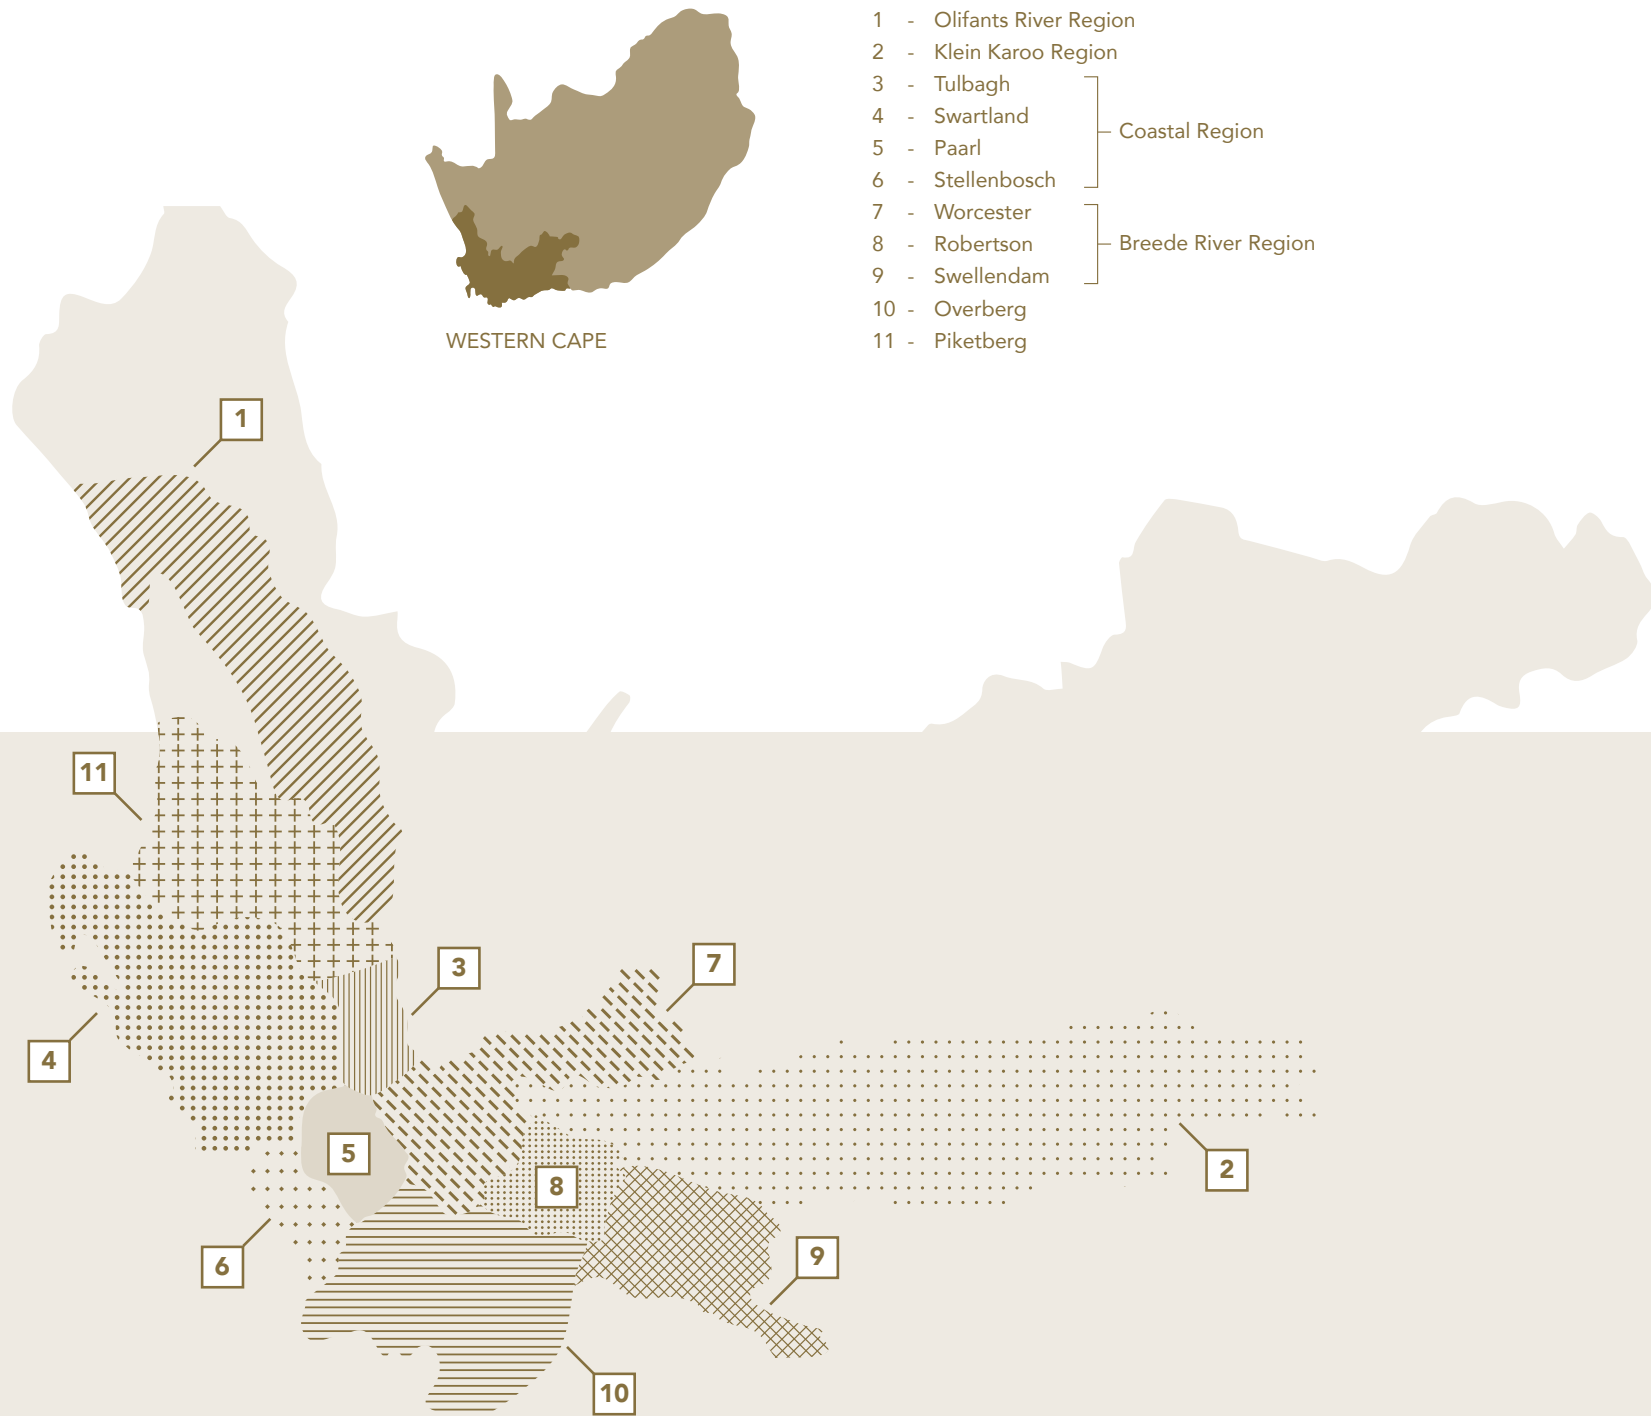 1 - Olifants River Region
2 - Klein Karoo Region
3 - Tulbagh
4 - Swartland
Coastal Region
5 - Paarl
6 - Stellenbosch
7 - Worcester
8 - Robertson
Breede River Region
9 - Swellendam
10 - Overberg
11 - Piketberg
WESTERN CAPE
1
11
3
7
4
5
2
8
6
9
10